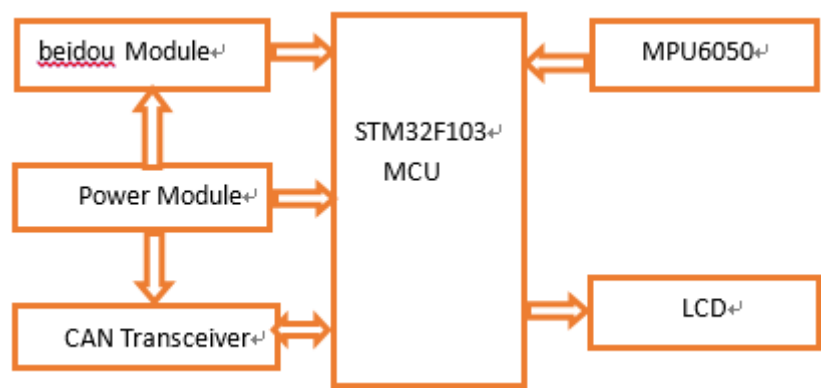 beidou Module↵
MPU6050↵
STM32F103↵
MCU
Power Module↵
CAN Transceiver↵
LCD↵